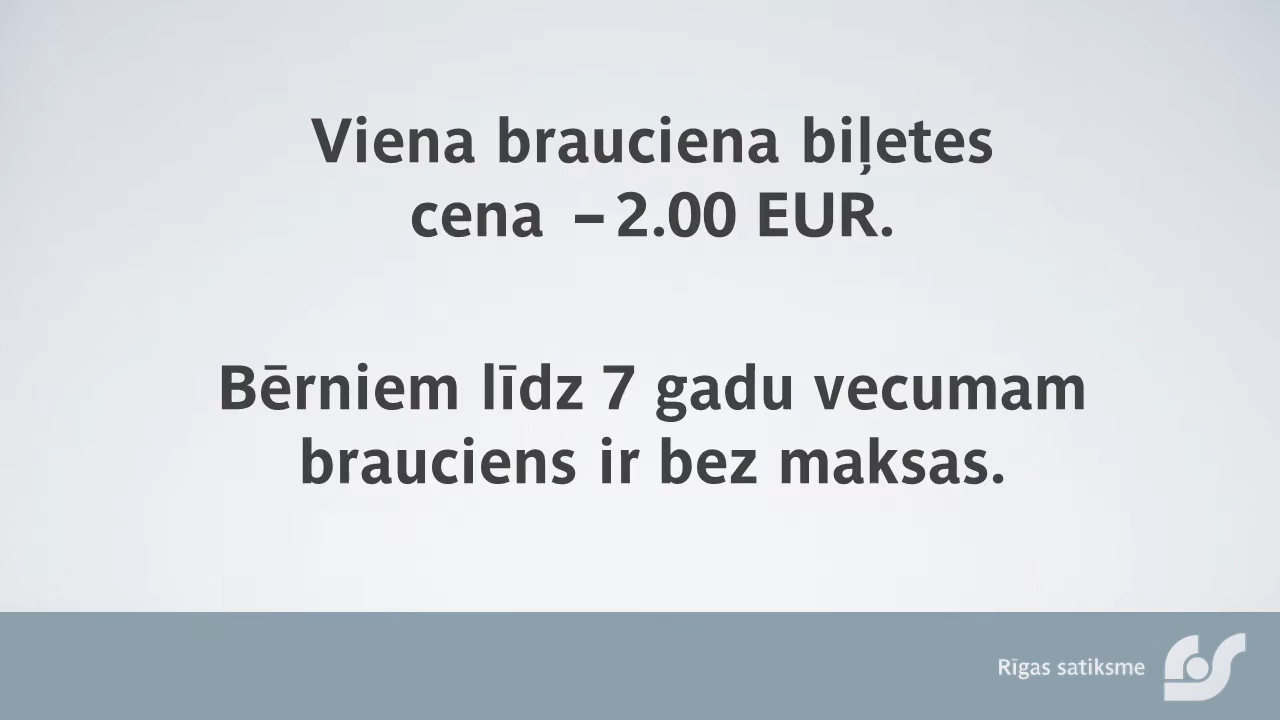 Viena brauciena biļetes
cena – 2.00 EUR.
Bērniem līdz 7 gadu vecumam
brauciens ir bez maksas.
Rīgas satiksme